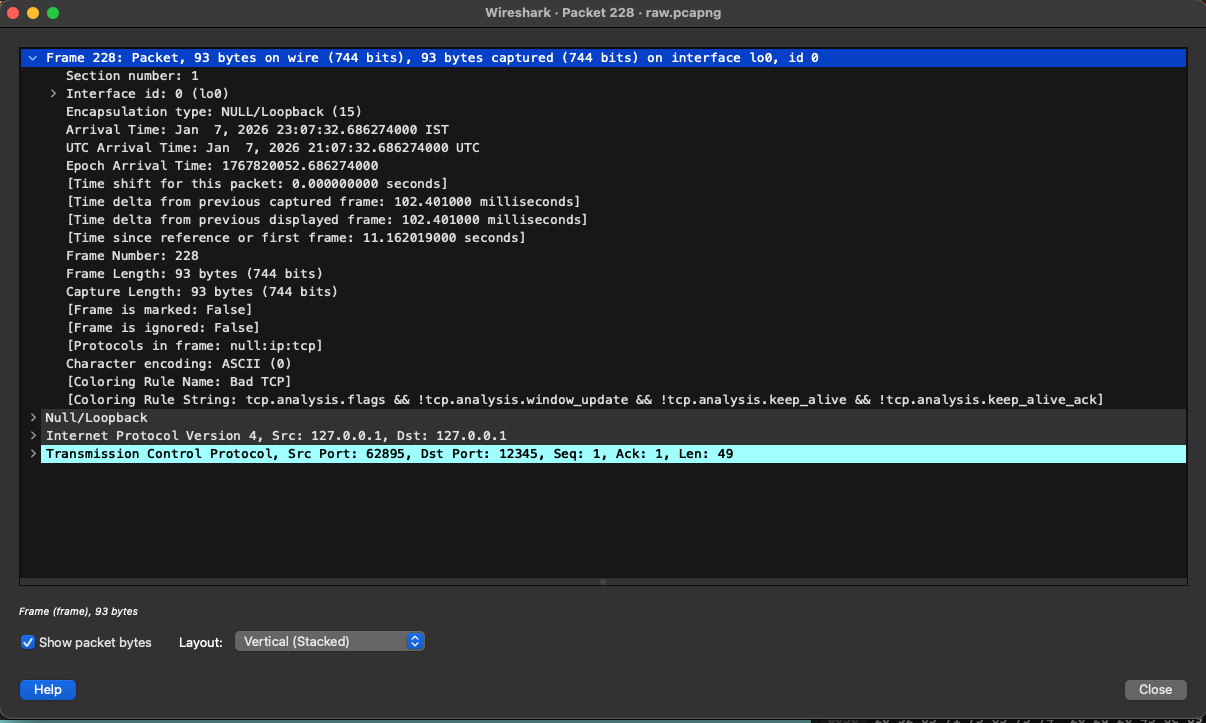 Wireshark · Packet 228 · raw.pcapng
Frame 228: Packet, 93 bytes on wire (744 bits), 93 bytes captured (744 bits) on interface lo0, id 0
Section number: 1
Interface id: 0 (lo0)
Encapsulation type: NULL/Loopback (15)
Arrival Time: Jan  7, 2026 23:07:32.686274000 IST
UTC Arrival Time: Jan  7, 2026 21:07:32.686274000 UTC
Epoch Arrival Time: 1767820052.686274000
[Time shift for this packet: 0.000000000 seconds]
[Time delta from previous captured frame: 102.401000 milliseconds]
[Time delta from previous displayed frame: 102.401000 milliseconds]
[Time since reference or first frame: 11.162019000 seconds]
Frame Number: 228
Frame Length: 93 bytes (744 bits)
Capture Length: 93 bytes (744 bits)
[Frame is marked: False]
[Frame is ignored: False]
[Protocols in frame: null:ip:tcp]
Character encoding: ASCII (0)
[Coloring Rule Name: Bad TCP]
[Coloring Rule String: tcp.analysis.flags && !tcp.analysis.window_update && !tcp.analysis.keep_alive && !tcp.analysis.keep_alive_ack]
Null/Loopback
Internet Protocol Version 4, Src: 127.0.0.1, Dst: 127.0.0.1
Transmission Control Protocol, Src Port: 62895, Dst Port: 12345, Seq: 1, Ack: 1, Len: 49
Frame (frame), 93 bytes
Show packet bytes Layout: Vertical (Stacked)
Help Close